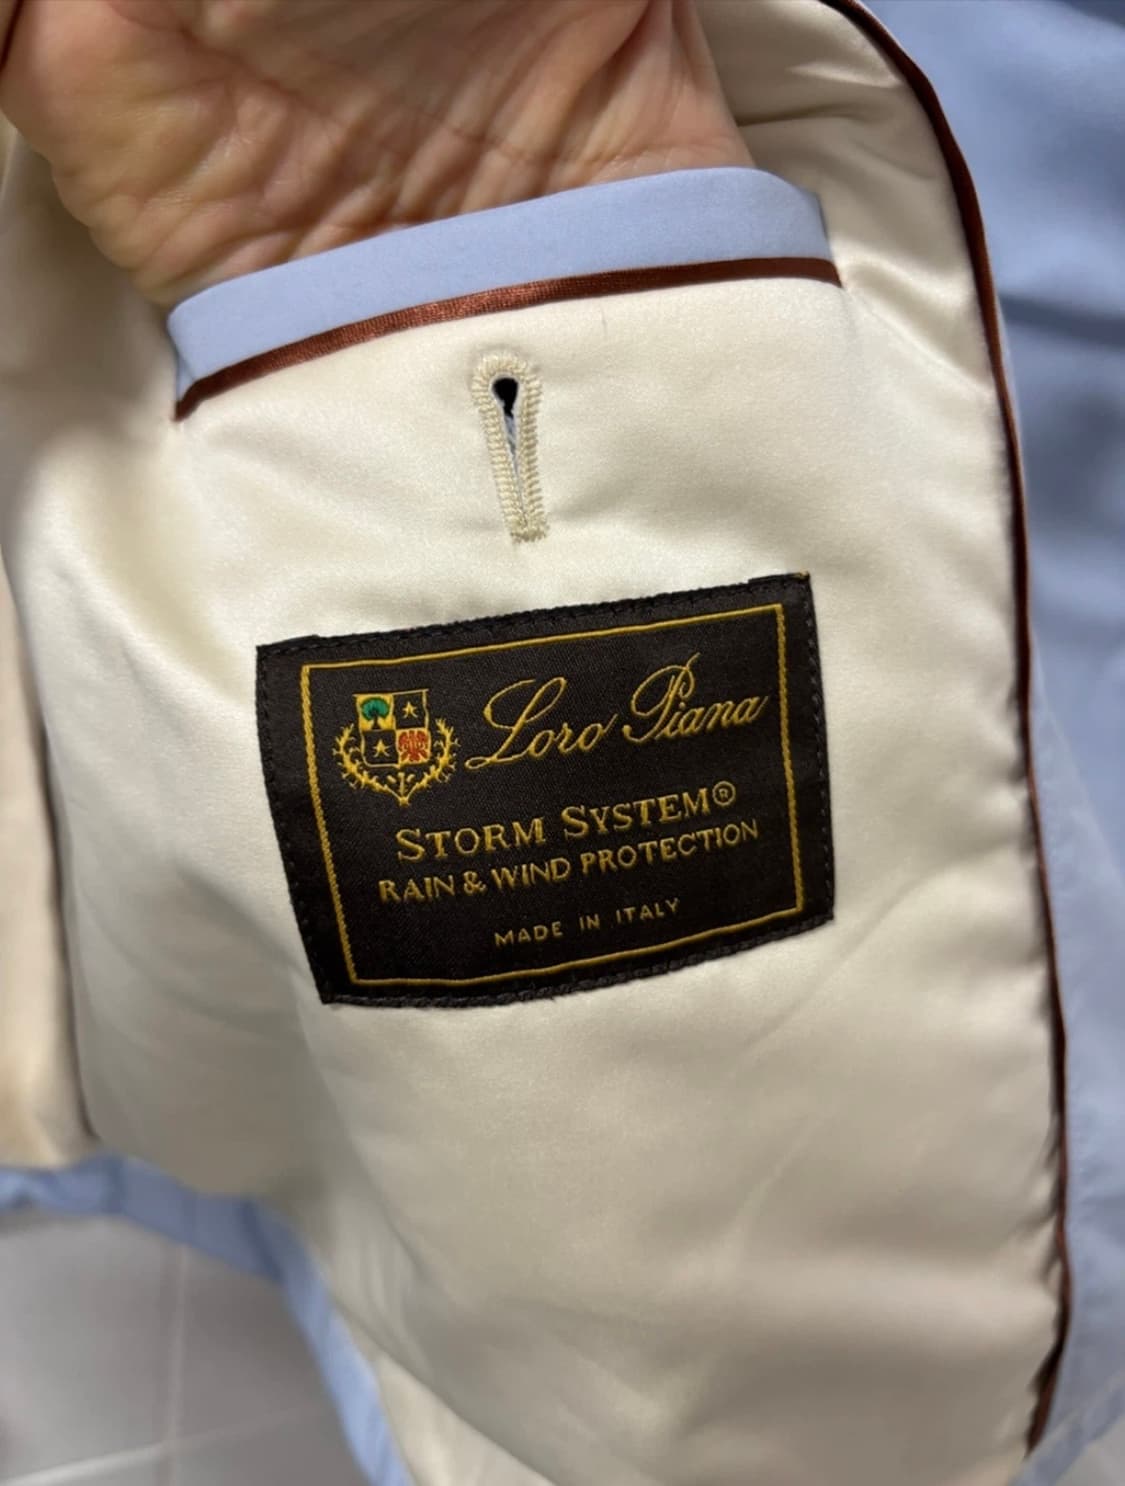 Loro Piana
STORM SYSTEM®
RAIN & WIND PROTECTION
MADE IN ITALY